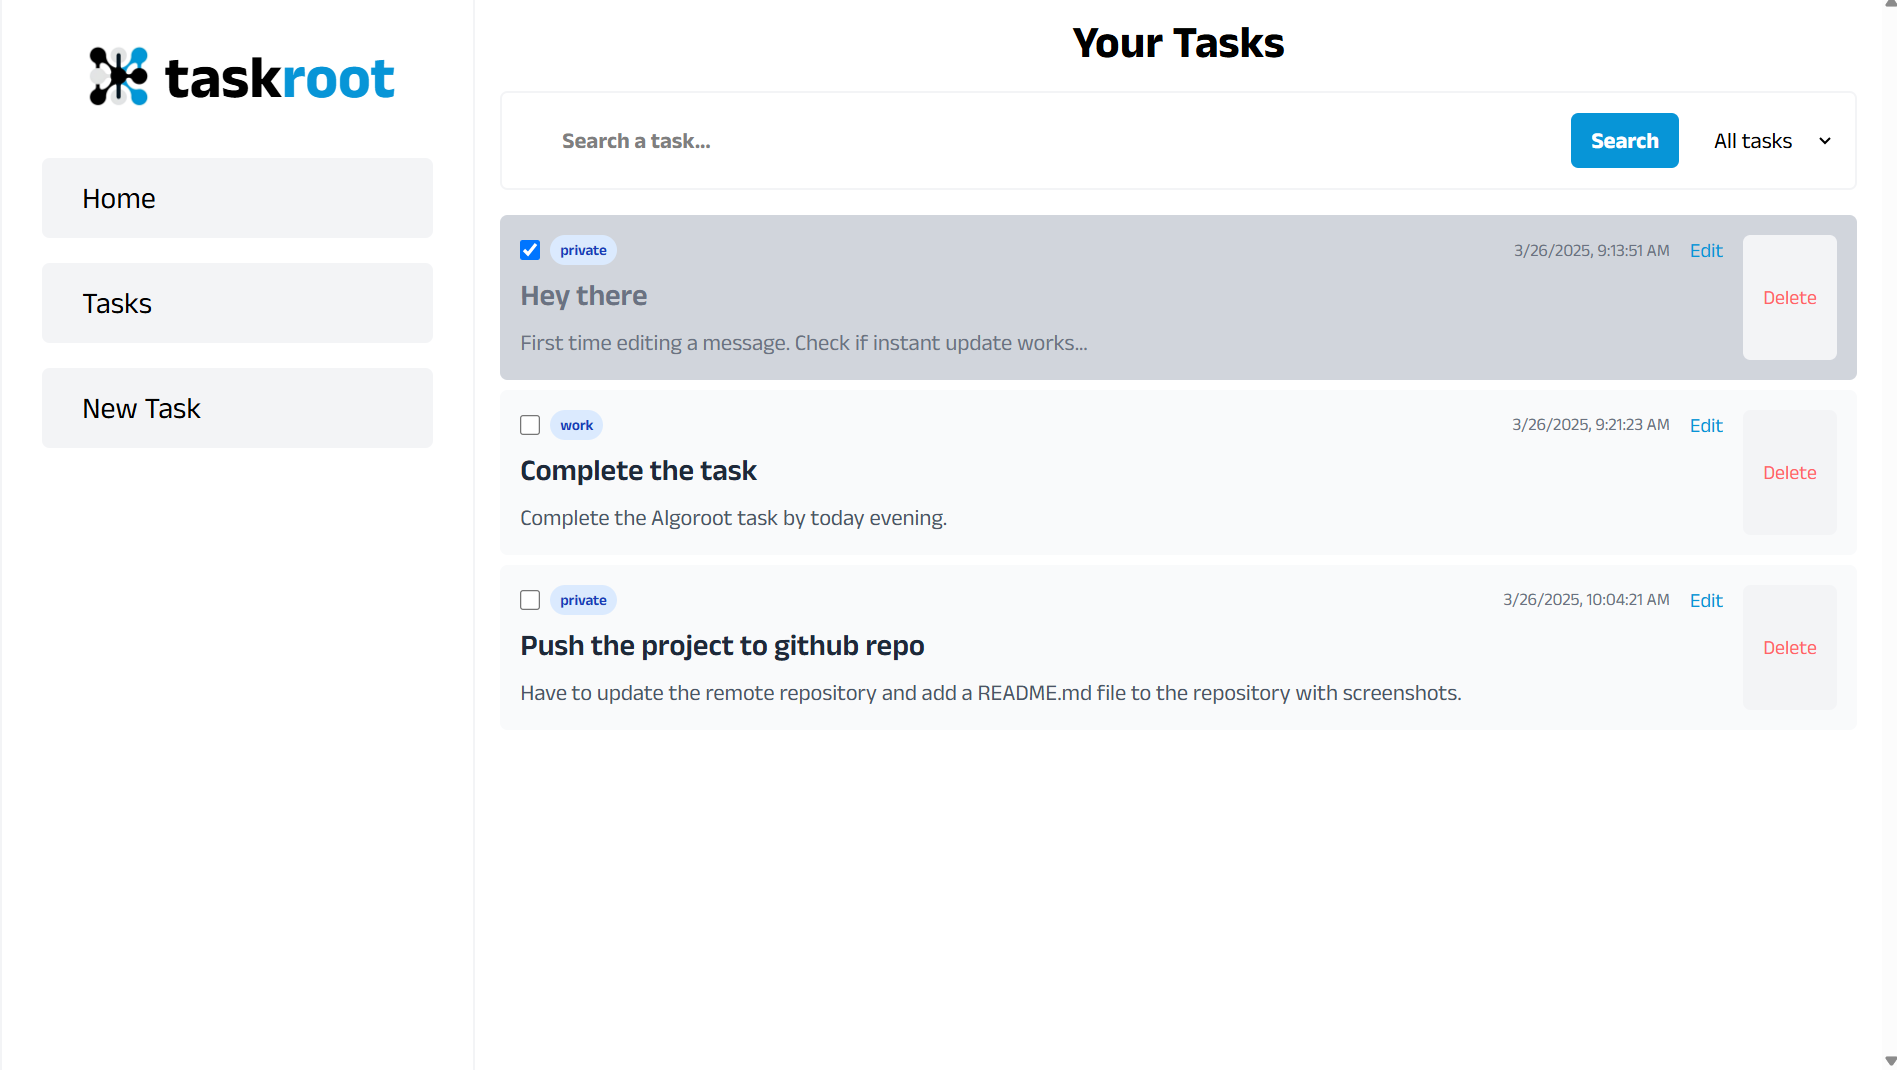 taskroot
Home
Tasks
New Task
Your Tasks
Search a task...
Search
All tasks
private
3/26/2025, 9:13:51 AM
Edit
Delete
Hey there
First time editing a message. Check if instant update works...
work
3/26/2025, 9:21:23 AM
Edit
Delete
Complete the task
Complete the Algoroot task by today evening.
private
3/26/2025, 10:04:21 AM
Edit
Delete
Push the project to github repo
Have to update the remote repository and add a README.md file to the repository with screenshots.